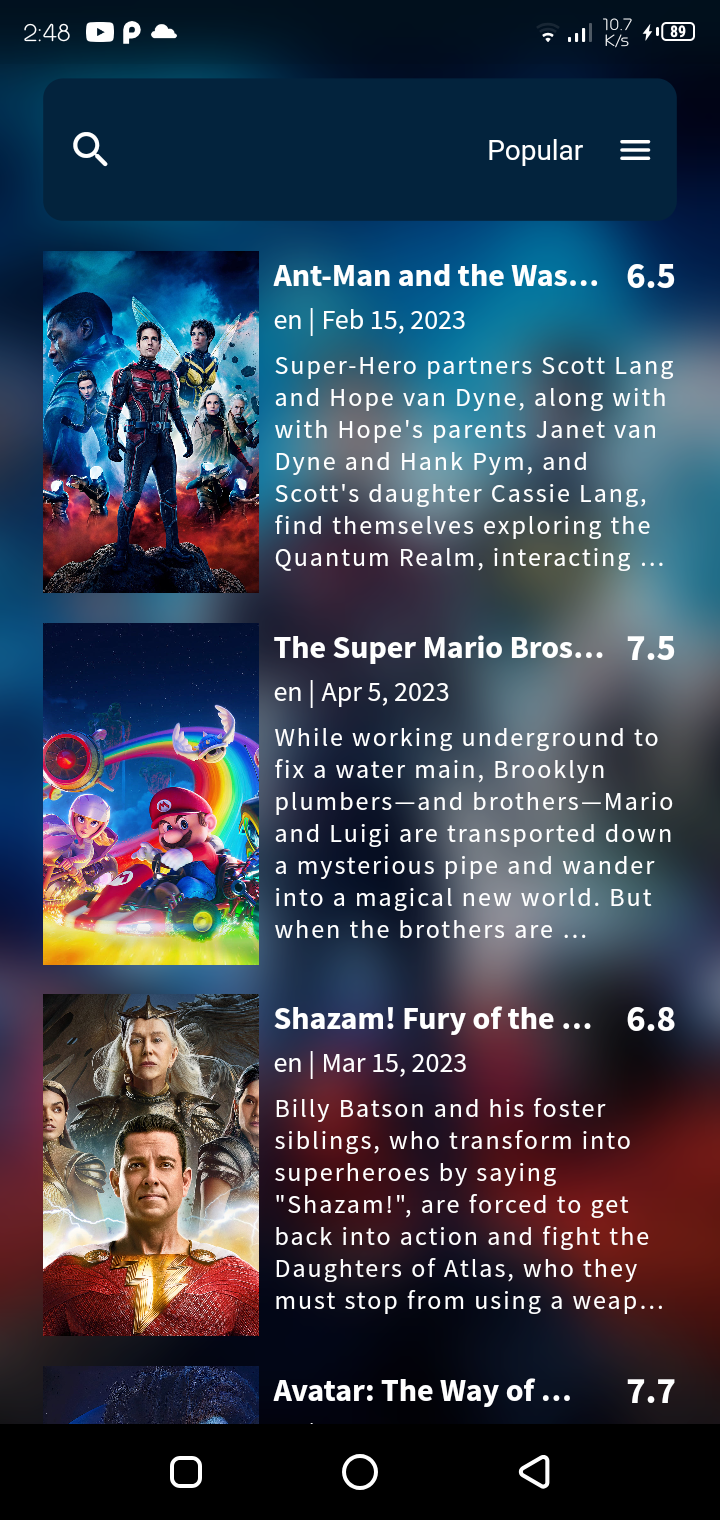 2:48
10.7
K/s
89
Popular
Ant-Man and the Was...
6.5
en | Feb 15, 2023
Super-Hero partners Scott Lang
and Hope van Dyne, along with
with Hope's parents Janet van
Dyne and Hank Pym, and
Scott's daughter Cassie Lang,
find themselves exploring the
Quantum Realm, interacting ...
The Super Mario Bros...
7.5
en | Apr 5, 2023
While working underground to
fix a water main, Brooklyn
plumbers—and brothers—Mario
and Luigi are transported down
a mysterious pipe and wander
into a magical new world. But
when the brothers are ...
Shazam! Fury of the ...
6.8
en | Mar 15, 2023
Billy Batson and his foster
siblings, who transform into
superheroes by saying
"Shazam!", are forced to get
back into action and fight the
Daughters of Atlas, who they
must stop from using a weap...
Avatar: The Way of ...
7.7